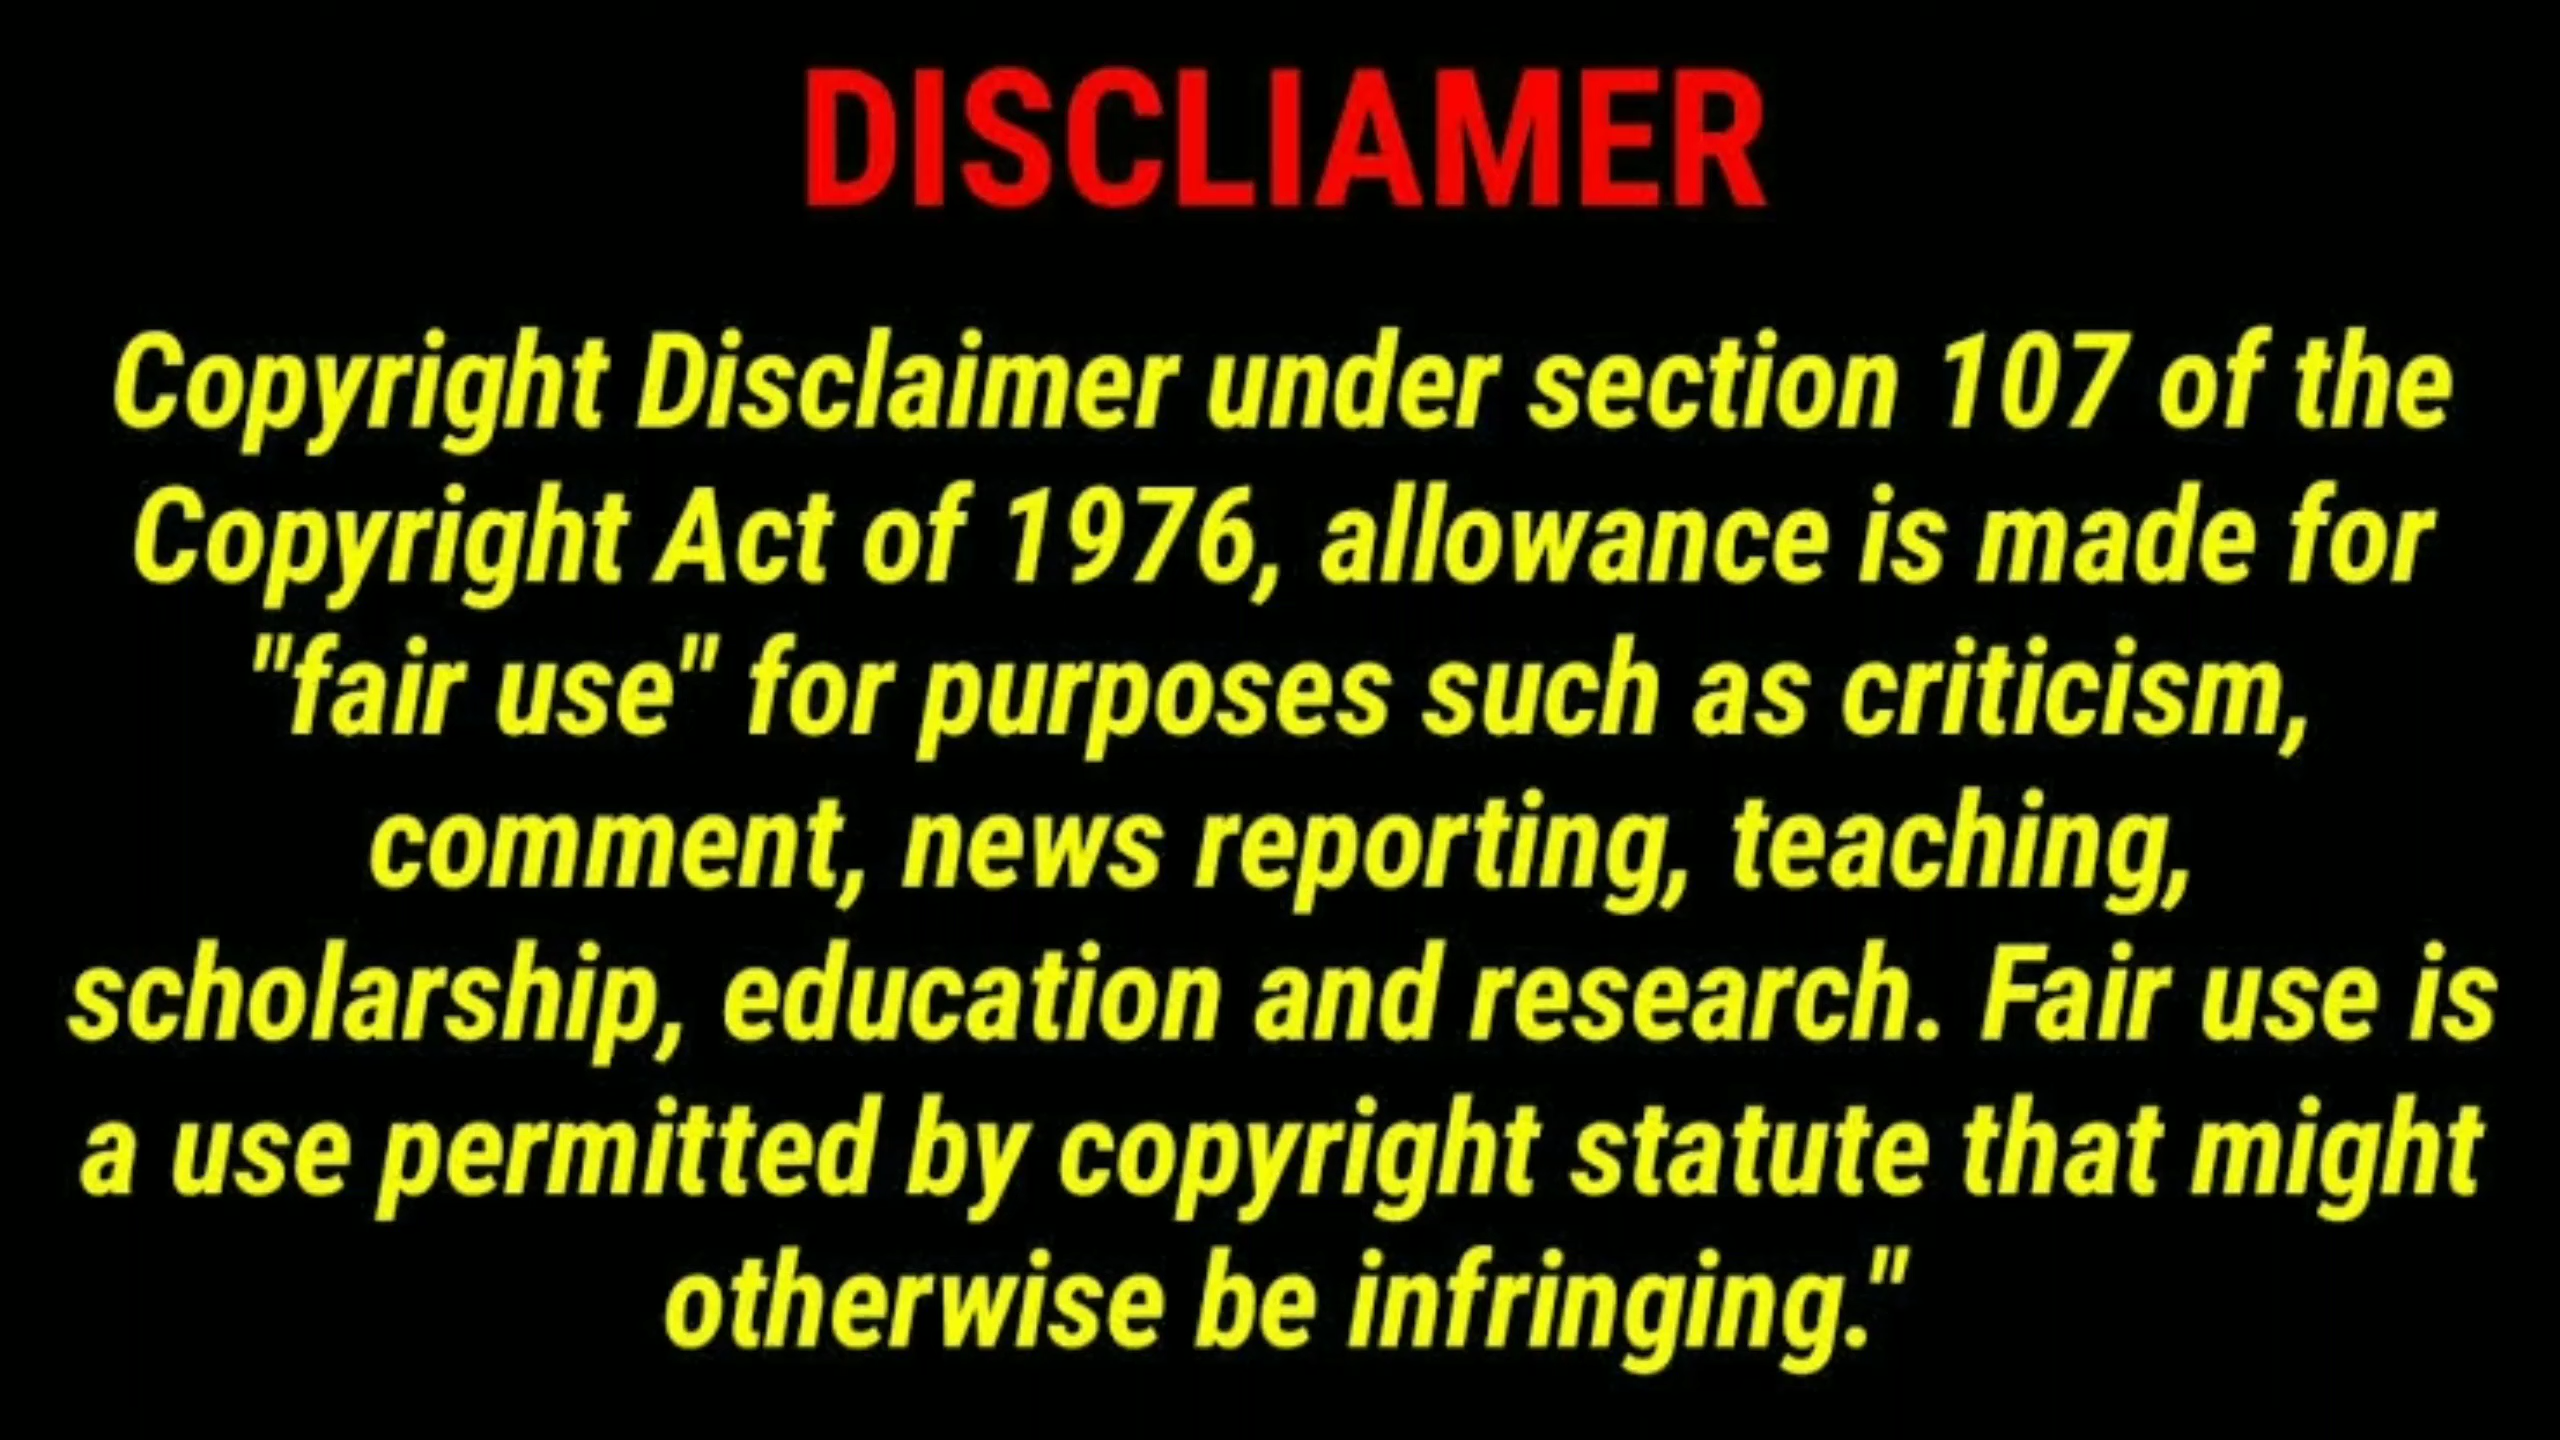 DISCLIAMER
Copyright Disclaimer under section 107 of the
Copyright Act of 1976, allowance is made for
"fair use" for purposes such as criticism,
comment, news reporting, teaching,
scholarship, education and research. Fair use is
a use permitted by copyright statute that might
otherwise be infringing."